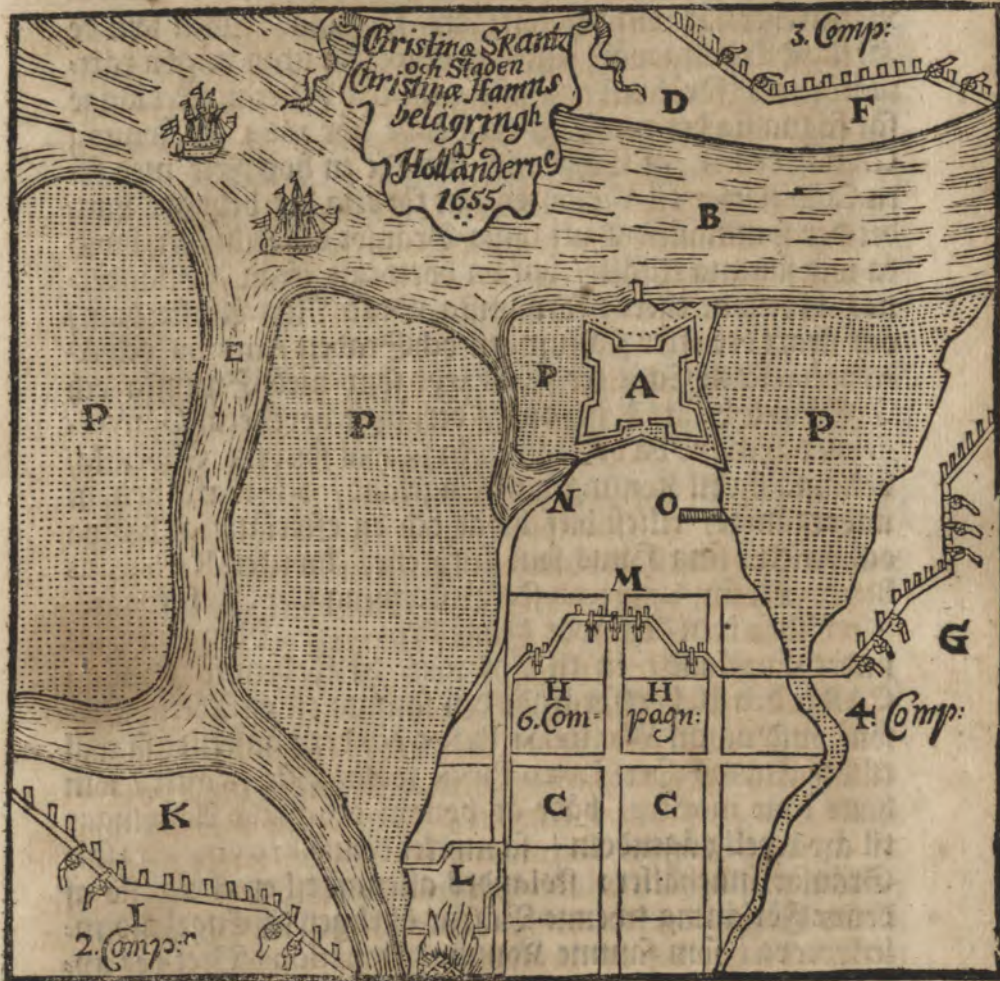 Christinæ Skantz
och Staden
Christinæ Hamns
belägringh
af
Holländerne
1655
3. Comp:
D
F
B
E
A
P
P
P
P
N
O
M
G
H
H
6. Com=
pagn:
4. Comp:
K
C
C
L
I
2. Comp:r